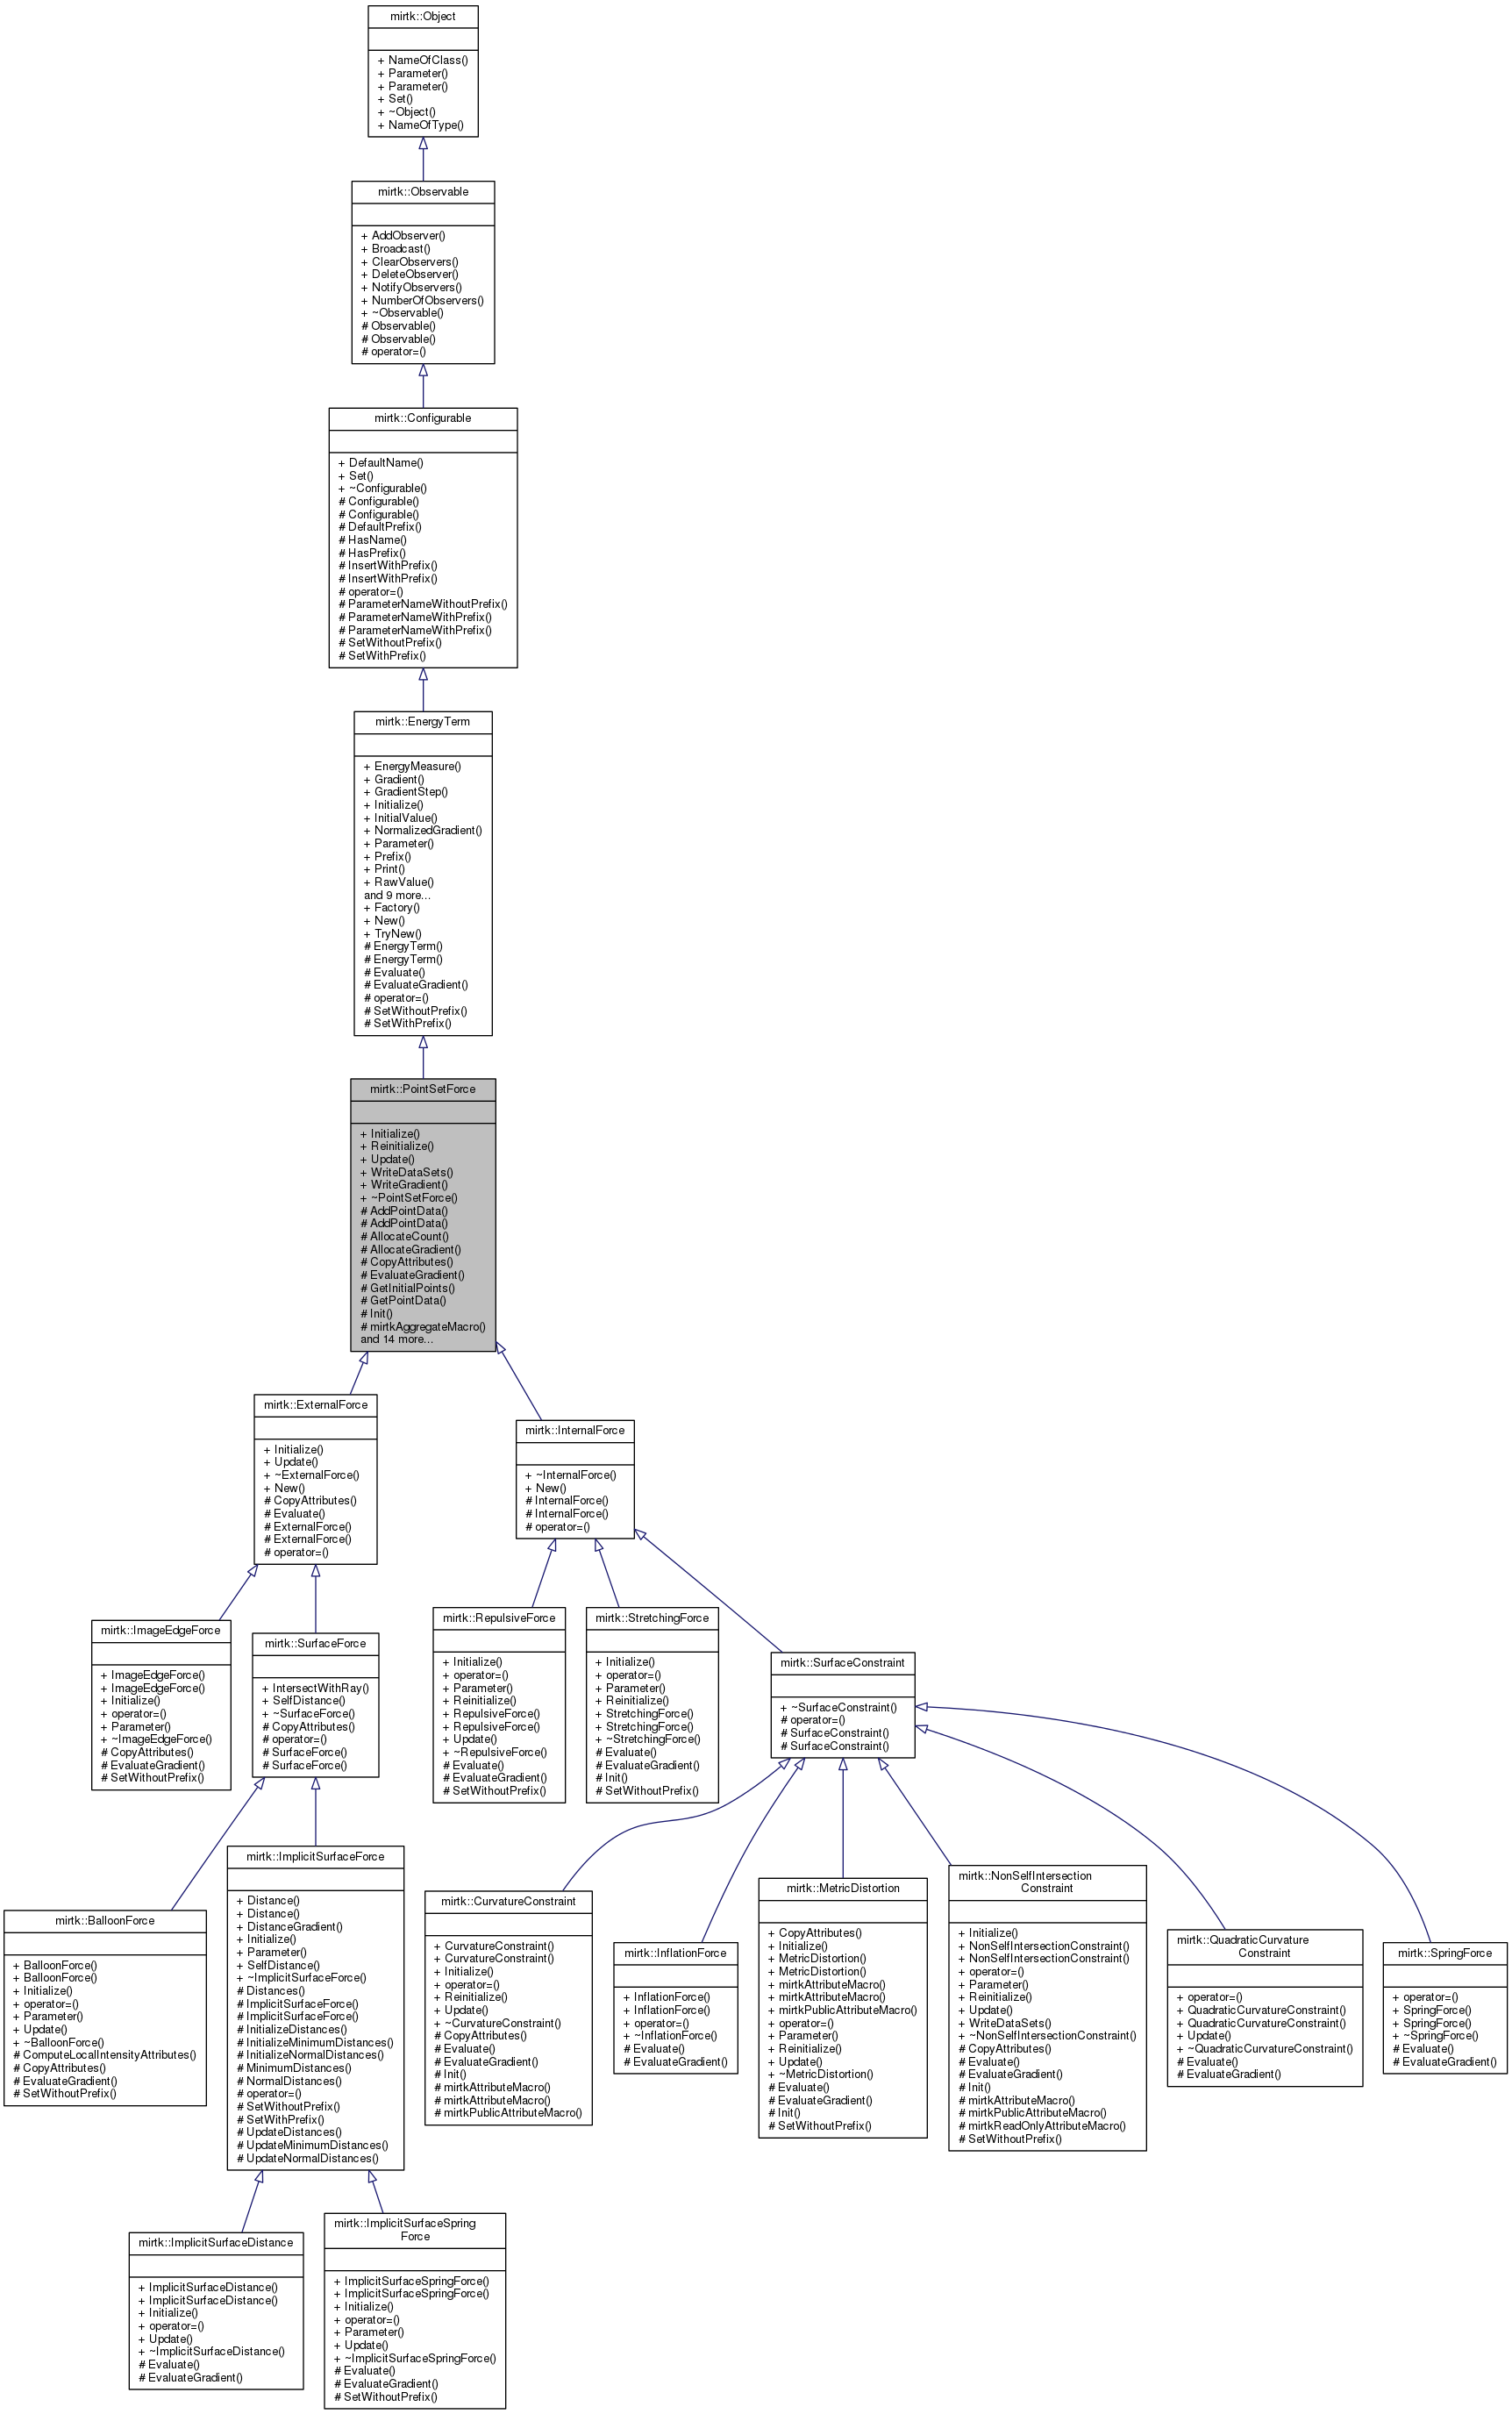 mirtk::Object
+ NameOfClass()
+ Parameter()
+ Parameter()
+ Set()
+ ~Object()
+ NameOfType()
mirtk::Observable
+ AddObserver()
+ Broadcast()
+ ClearObservers()
+ DeleteObserver()
+ NotifyObservers()
+ NumberOfObservers()
+ ~Observable()
# Observable()
# Observable()
# operator=()
mirtk::Configurable
+ DefaultName()
+ Set()
+ ~Configurable()
# Configurable()
# Configurable()
# DefaultPrefix()
# HasName()
# HasPrefix()
# InsertWithPrefix()
# InsertWithPrefix()
# operator=()
# ParameterNameWithoutPrefix()
# ParameterNameWithPrefix()
# ParameterNameWithPrefix()
# SetWithoutPrefix()
# SetWithPrefix()
mirtk::EnergyTerm
+ EnergyMeasure()
+ Gradient()
+ GradientStep()
+ Initialize()
+ InitialValue()
+ NormalizedGradient()
+ Parameter()
+ Prefix()
+ Print()
+ RawValue()
and 9 more...
+ Factory()
+ New()
+ TryNew()
# EnergyTerm()
# EnergyTerm()
# Evaluate()
# EvaluateGradient()
# operator=()
# SetWithoutPrefix()
# SetWithPrefix()
mirtk::PointSetForce
+ Initialize()
+ Reinitialize()
+ Update()
+ WriteDataSets()
+ WriteGradient()
+ ~PointSetForce()
# AddPointData()
# AddPointData()
# AllocateCount()
# AllocateGradient()
# CopyAttributes()
# EvaluateGradient()
# GetInitialPoints()
# GetPointData()
# Init()
# mirtkAggregateMacro()
and 14 more...
mirtk::ExternalForce
+ Initialize()
+ Update()
+ ~ExternalForce()
+ New()
# CopyAttributes()
# Evaluate()
# ExternalForce()
# ExternalForce()
# operator=()
mirtk::InternalForce
+ ~InternalForce()
+ New()
# InternalForce()
# InternalForce()
# operator=()
mirtk::ImageEdgeForce
+ ImageEdgeForce()
+ ImageEdgeForce()
+ Initialize()
+ operator=()
+ Parameter()
+ ~ImageEdgeForce()
# CopyAttributes()
# EvaluateGradient()
# SetWithoutPrefix()
mirtk::SurfaceForce
+ IntersectWithRay()
+ SelfDistance()
+ ~SurfaceForce()
# CopyAttributes()
# operator=()
# SurfaceForce()
# SurfaceForce()
mirtk::RepulsiveForce
+ Initialize()
+ operator=()
+ Parameter()
+ Reinitialize()
+ RepulsiveForce()
+ RepulsiveForce()
+ Update()
+ ~RepulsiveForce()
# Evaluate()
# EvaluateGradient()
# SetWithoutPrefix()
mirtk::StretchingForce
+ Initialize()
+ operator=()
+ Parameter()
+ Reinitialize()
+ StretchingForce()
+ StretchingForce()
+ ~StretchingForce()
# Evaluate()
# EvaluateGradient()
# Init()
# SetWithoutPrefix()
mirtk::SurfaceConstraint
+ ~SurfaceConstraint()
# operator=()
# SurfaceConstraint()
# SurfaceConstraint()
mirtk::BalloonForce
+ BalloonForce()
+ BalloonForce()
+ Initialize()
+ operator=()
+ Parameter()
+ Update()
+ ~BalloonForce()
# ComputeLocalIntensityAttributes()
# CopyAttributes()
# EvaluateGradient()
# SetWithoutPrefix()
mirtk::ImplicitSurfaceForce
+ Distance()
+ Distance()
+ DistanceGradient()
+ Initialize()
+ Parameter()
+ SelfDistance()
+ ~ImplicitSurfaceForce()
# Distances()
# ImplicitSurfaceForce()
# ImplicitSurfaceForce()
# InitializeDistances()
# InitializeMinimumDistances()
# InitializeNormalDistances()
# MinimumDistances()
# NormalDistances()
# operator=()
# SetWithoutPrefix()
# SetWithPrefix()
# UpdateDistances()
# UpdateMinimumDistances()
# UpdateNormalDistances()
mirtk::CurvatureConstraint
+ CurvatureConstraint()
+ CurvatureConstraint()
+ Initialize()
+ operator=()
+ Reinitialize()
+ Update()
+ ~CurvatureConstraint()
# CopyAttributes()
# Evaluate()
# EvaluateGradient()
# Init()
# mirtkAttributeMacro()
# mirtkAttributeMacro()
# mirtkPublicAttributeMacro()
mirtk::InflationForce
+ InflationForce()
+ InflationForce()
+ operator=()
+ ~InflationForce()
# Evaluate()
# EvaluateGradient()
mirtk::MetricDistortion
+ CopyAttributes()
+ Initialize()
+ MetricDistortion()
+ MetricDistortion()
+ mirtkAttributeMacro()
+ mirtkAttributeMacro()
+ mirtkPublicAttributeMacro()
+ operator=()
+ Parameter()
+ Reinitialize()
+ Update()
+ ~MetricDistortion()
# Evaluate()
# EvaluateGradient()
# Init()
# SetWithoutPrefix()
mirtk::NonSelfIntersection
Constraint
+ Initialize()
+ NonSelfIntersectionConstraint()
+ NonSelfIntersectionConstraint()
+ operator=()
+ Parameter()
+ Reinitialize()
+ Update()
+ WriteDataSets()
+ ~NonSelfIntersectionConstraint()
# CopyAttributes()
# Evaluate()
# EvaluateGradient()
# Init()
# mirtkAttributeMacro()
# mirtkPublicAttributeMacro()
# mirtkReadOnlyAttributeMacro()
# SetWithoutPrefix()
mirtk::QuadraticCurvature
Constraint
+ operator=()
+ QuadraticCurvatureConstraint()
+ QuadraticCurvatureConstraint()
+ Update()
+ ~QuadraticCurvatureConstraint()
# Evaluate()
# EvaluateGradient()
mirtk::SpringForce
+ operator=()
+ SpringForce()
+ SpringForce()
+ ~SpringForce()
# Evaluate()
# EvaluateGradient()
mirtk::ImplicitSurfaceDistance
+ ImplicitSurfaceDistance()
+ ImplicitSurfaceDistance()
+ Initialize()
+ operator=()
+ Update()
+ ~ImplicitSurfaceDistance()
# Evaluate()
# EvaluateGradient()
mirtk::ImplicitSurfaceSpring
Force
+ ImplicitSurfaceSpringForce()
+ ImplicitSurfaceSpringForce()
+ Initialize()
+ operator=()
+ Parameter()
+ Update()
+ ~ImplicitSurfaceSpringForce()
# Evaluate()
# EvaluateGradient()
# SetWithoutPrefix()